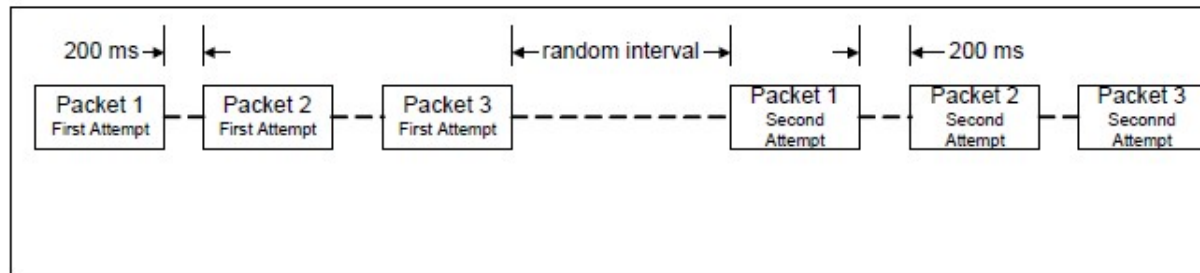 200 ms
random interval
200 ms
Packet 1
First Attempt
Packet 2
First Attempt
Packet 3
First Attempt
Packet 1
Second
Attempt
Packet 2
Second
Attempt
Packet 3
Seconnd
Attempt